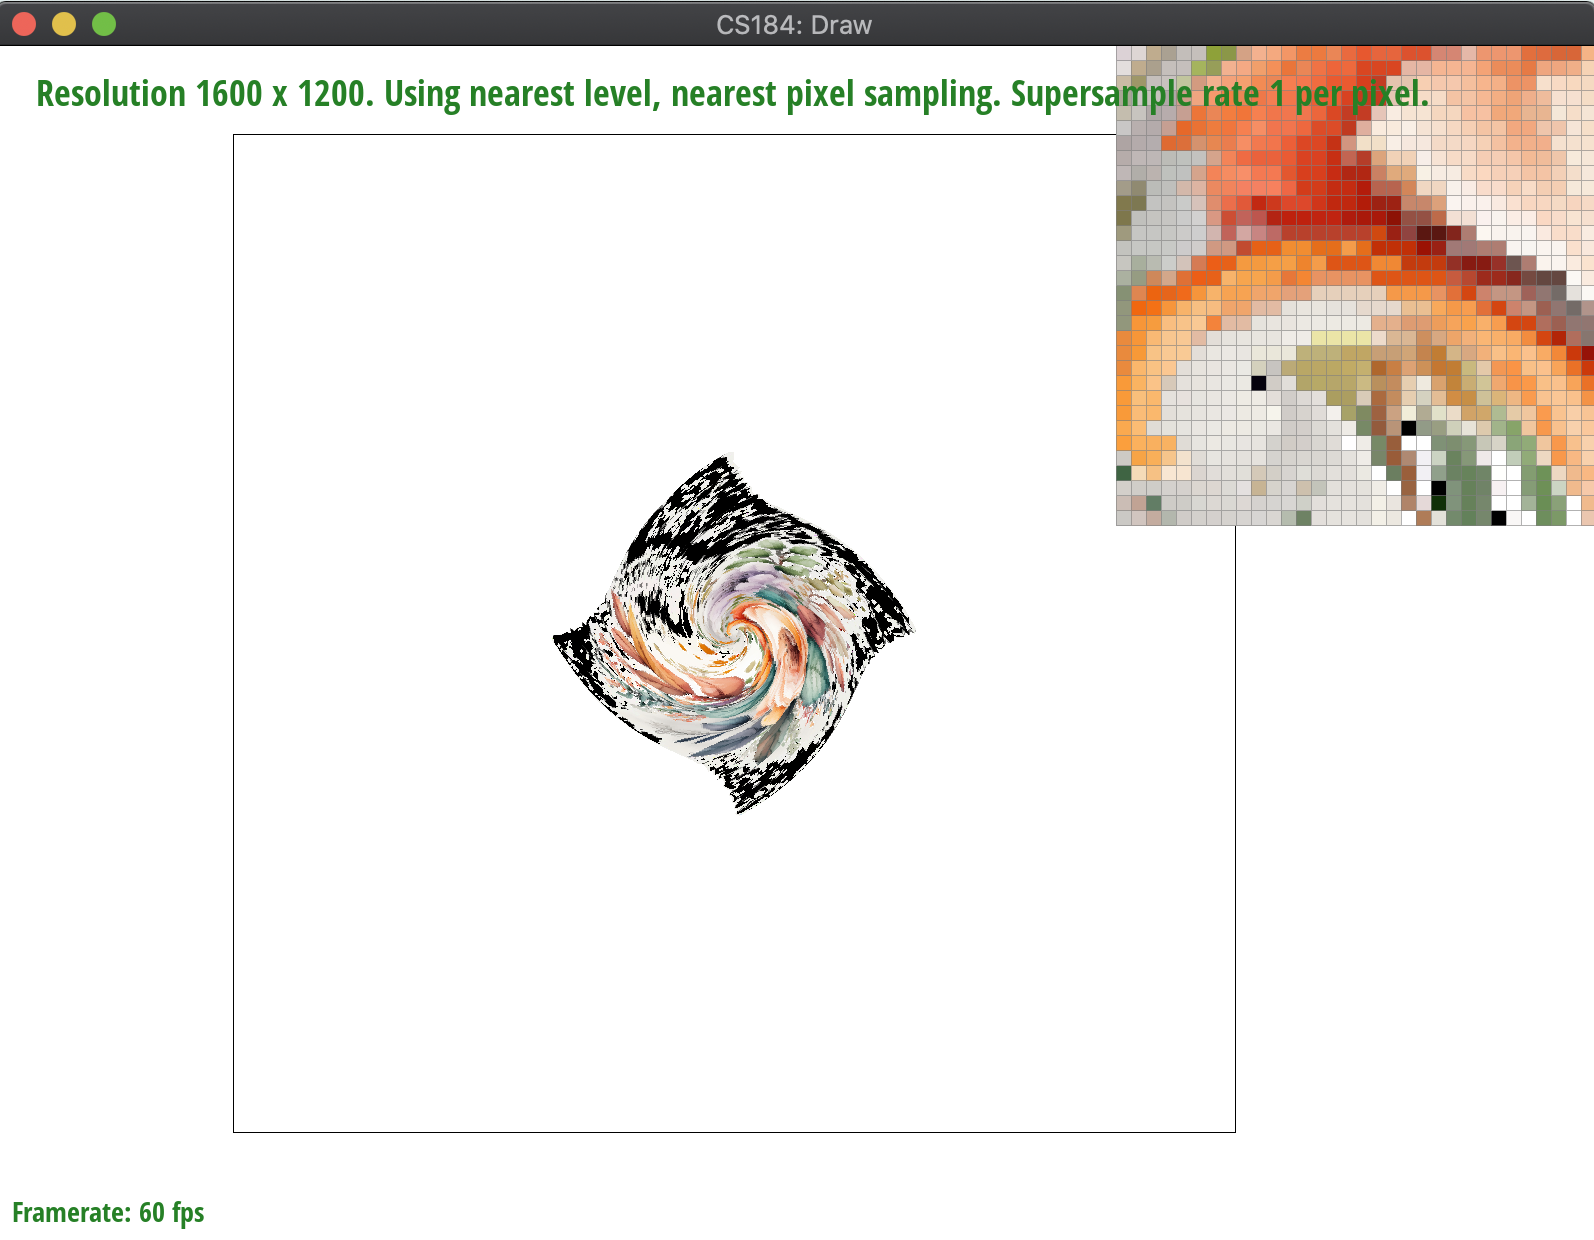 CS184: Draw
Resolution 1600 x 1200. Using nearest level, nearest pixel sampling. Supersample rate 1 per pixel.
Framerate: 60 fps